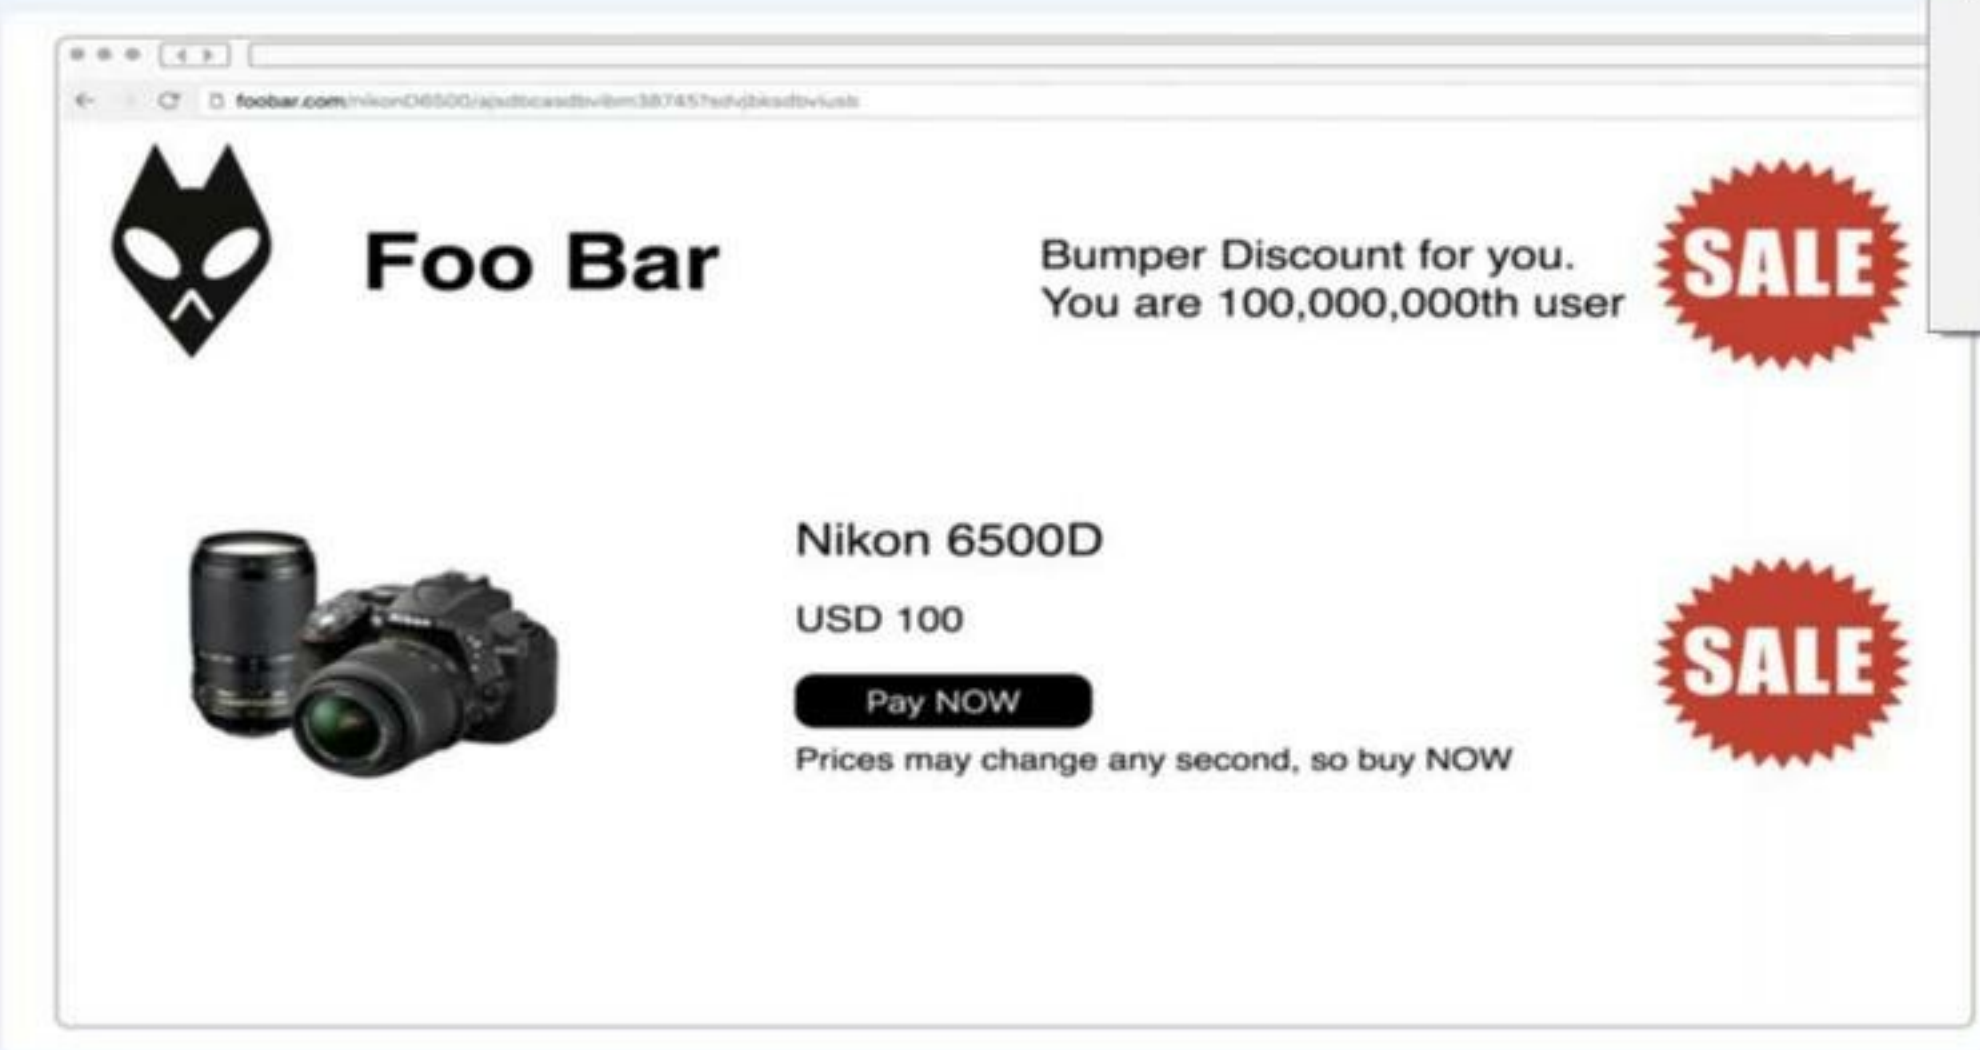 foobar.com
Foo Bar
Bumper Discount for you.
You are 100,000,000th user
SALE
Nikon 6500D
USD 100
Pay NOW
Prices may change any second, so buy NOW
SALE